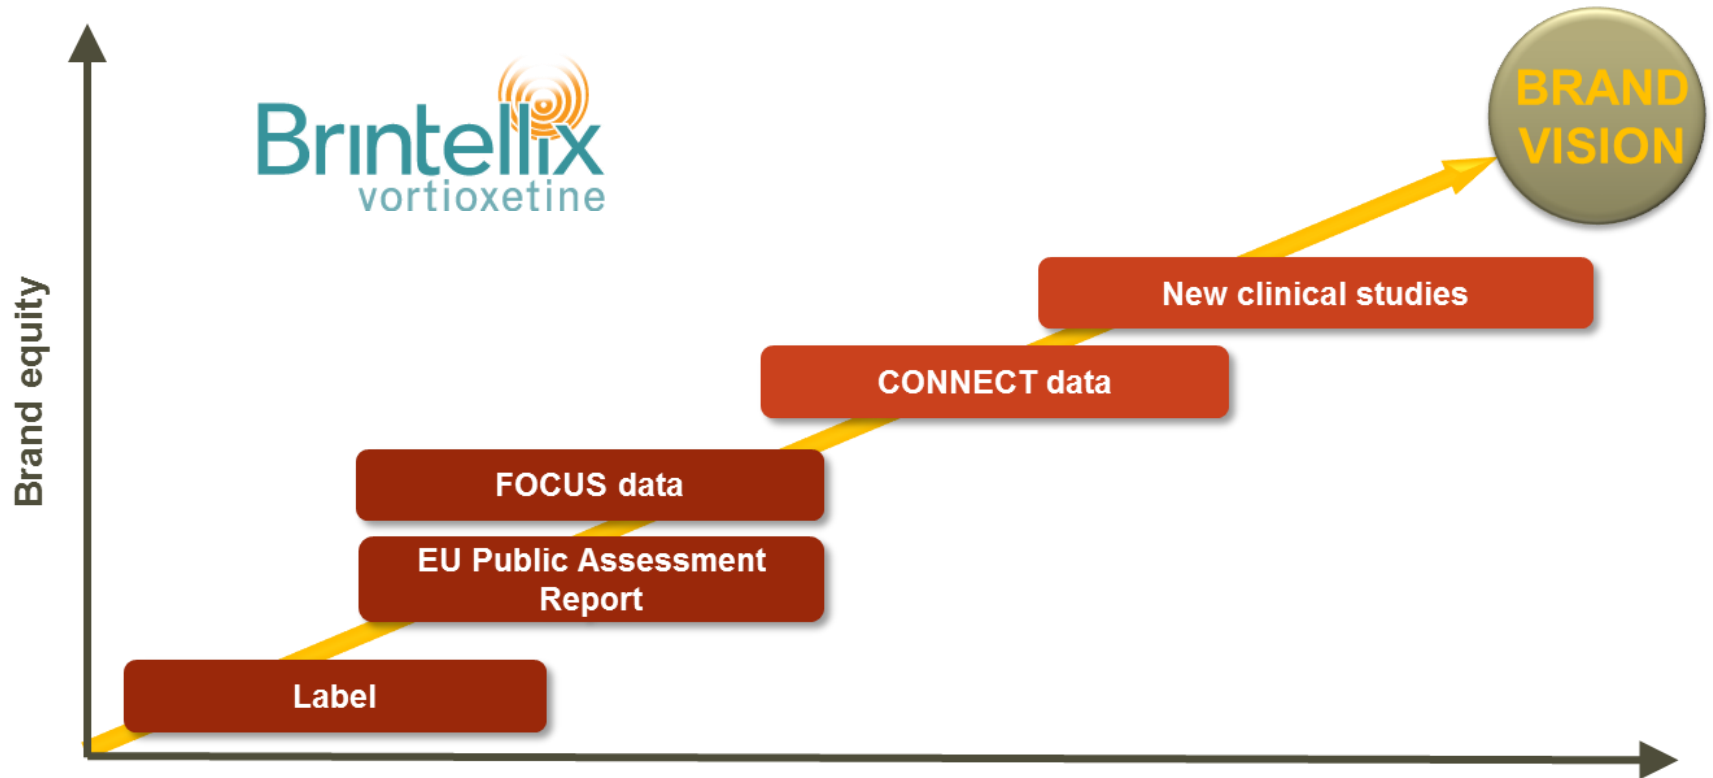 Brintellix
vortioxetine
BRAND
VISION
New clinical studies
CONNECT data
FOCUS data
EU Public Assessment
Report
Label
Brand equity